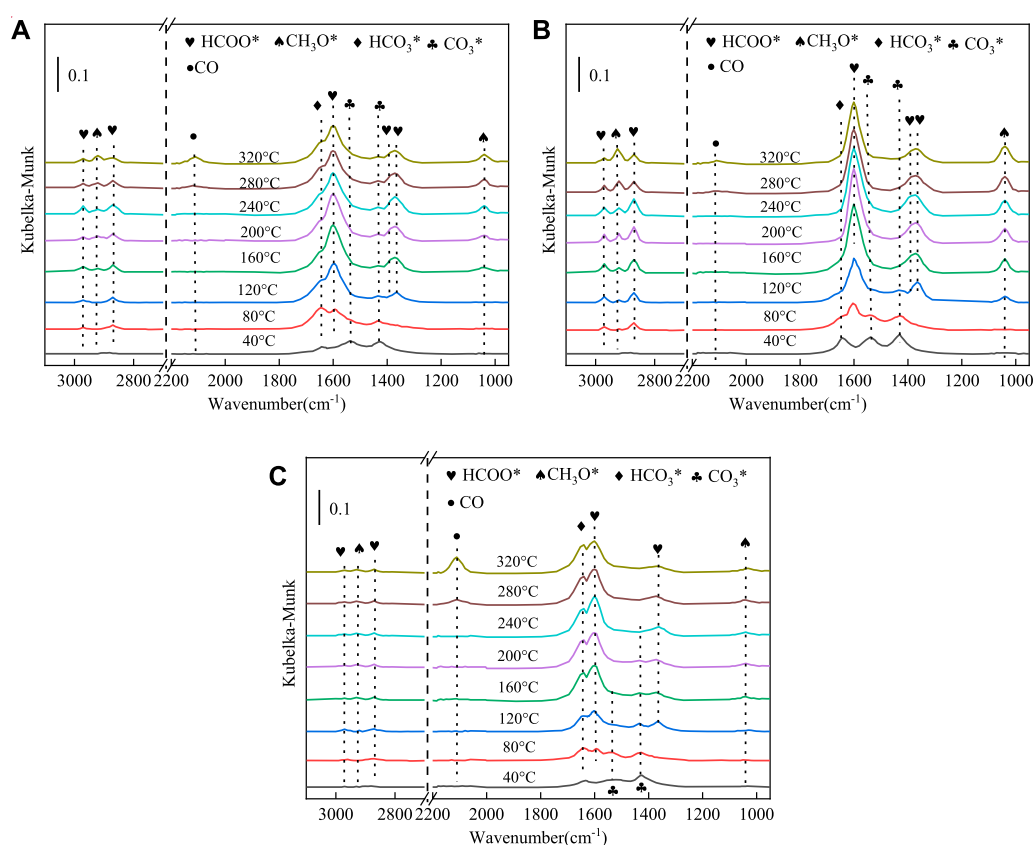 A
♥ HCOO* ♠ CH₃O* ♦ HCO₃* ♣ CO₃*
● CO
0.1
320°C
280°C
240°C
200°C
160°C
120°C
80°C
40°C
Kubelka-Munk
3000 2800 2200 2000 1800 1600 1400 1200 1000
Wavenumber(cm⁻¹)
B
♥ HCOO* ♠ CH₃O* ♦ HCO₃* ♣ CO₃*
● CO
0.1
320°C
280°C
240°C
200°C
160°C
120°C
80°C
40°C
Kubelka-Munk
3000 2800 2200 2000 1800 1600 1400 1200 1000
Wavenumber(cm⁻¹)
C
♥ HCOO* ♠ CH₃O* ♦ HCO₃* ♣ CO₃*
● CO
0.1
320°C
280°C
240°C
200°C
160°C
120°C
80°C
40°C
Kubelka-Munk
3000 2800 2200 2000 1800 1600 1400 1200 1000
Wavenumber(cm⁻¹)